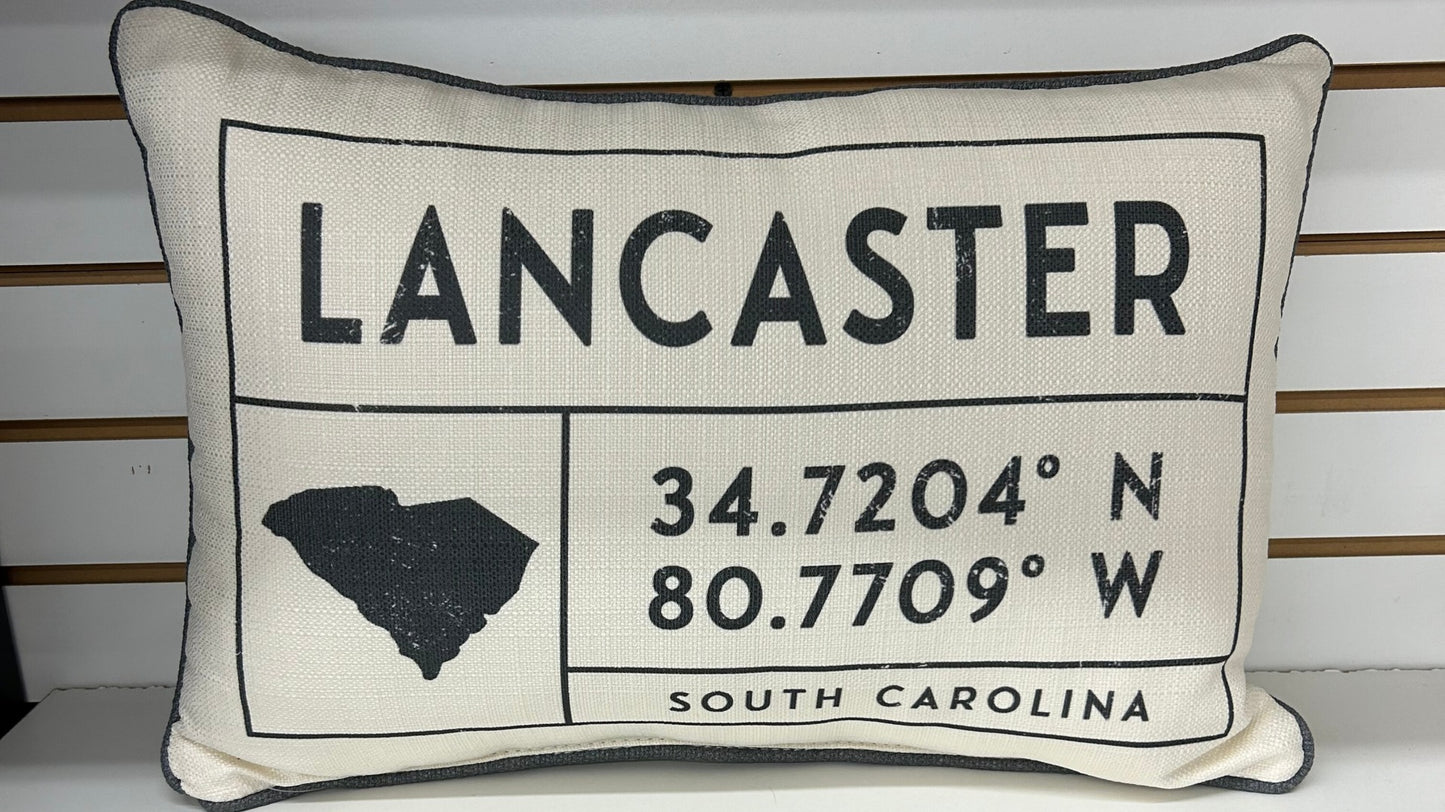 LANCASTER
34.7204° N
80.7709° W
SOUTH CAROLINA